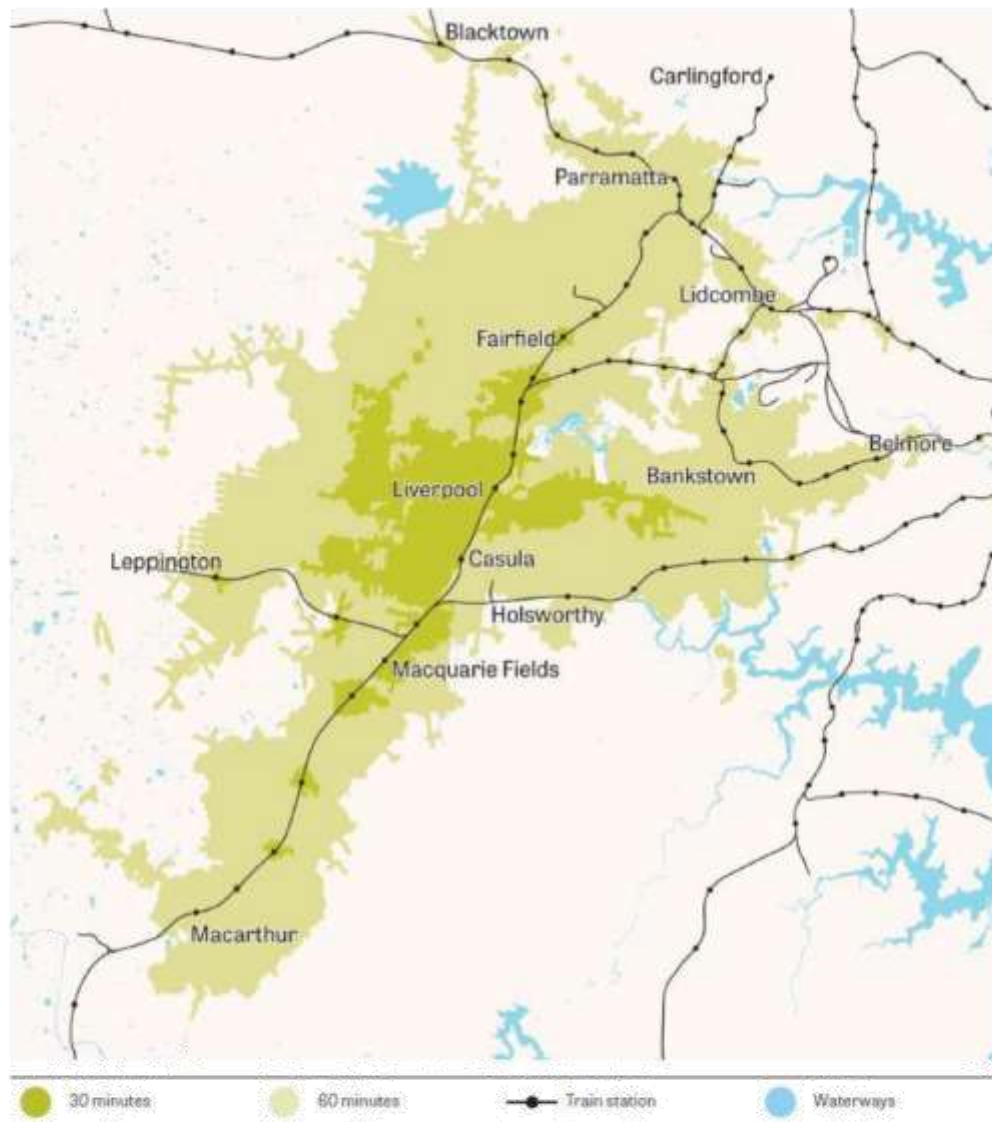 Blacktown
Carlingford
Parramatta
Lidcombe
Fairfield
Belmore
Bankstown
Liverpool
Leppington
Casula
Holsworthy
Macquarie Fields
Macarthur
30 minutes
60 minutes
Train station
Waterways